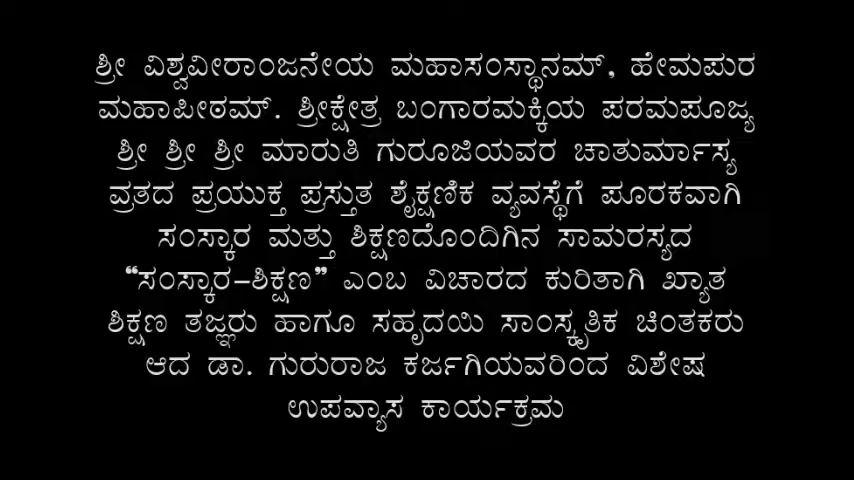 ಶ್ರೀ ವಿಶ್ವವೀರಾಂಜನೇಯ ಮಹಾಸಂಸ್ಥಾನಮ್, ಹೇಮಪುರ
ಮಹಾಪೀಠಮ್. ಶ್ರೀಕ್ಷೇತ್ರ ಬಂಗಾರಮಕ್ಕಿಯ ಪರಮಪೂಜ್ಯ
ಶ್ರೀ ಶ್ರೀ ಶ್ರೀ ಮಾರುತಿ ಗುರೂಜಿಯವರ ಚಾತುರ್ಮಾಸ್ಯ
ವ್ರತದ ಪ್ರಯುಕ್ತ ಪ್ರಸ್ತುತ ಶೈಕ್ಷಣಿಕ ವ್ಯವಸ್ಥೆಗೆ ಪೂರಕವಾಗಿ
ಸಂಸ್ಕಾರ ಮತ್ತು ಶಿಕ್ಷಣದೊಂದಿಗಿನ ಸಾಮರಸ್ಯದ
“ಸಂಸ್ಕಾರ–ಶಿಕ್ಷಣ” ಎಂಬ ವಿಚಾರದ ಕುರಿತಾಗಿ ಖ್ಯಾತ
ಶಿಕ್ಷಣ ತಜ್ಞರು ಹಾಗೂ ಸಹೃದಯಿ ಸಾಂಸ್ಕೃತಿಕ ಚಿಂತಕರು
ಆದ ಡಾ. ಗುರುರಾಜ ಕರ್ಜಗಿಯವರಿಂದ ವಿಶೇಷ
ಉಪವ್ಯಾಸ ಕಾರ್ಯಕ್ರಮ